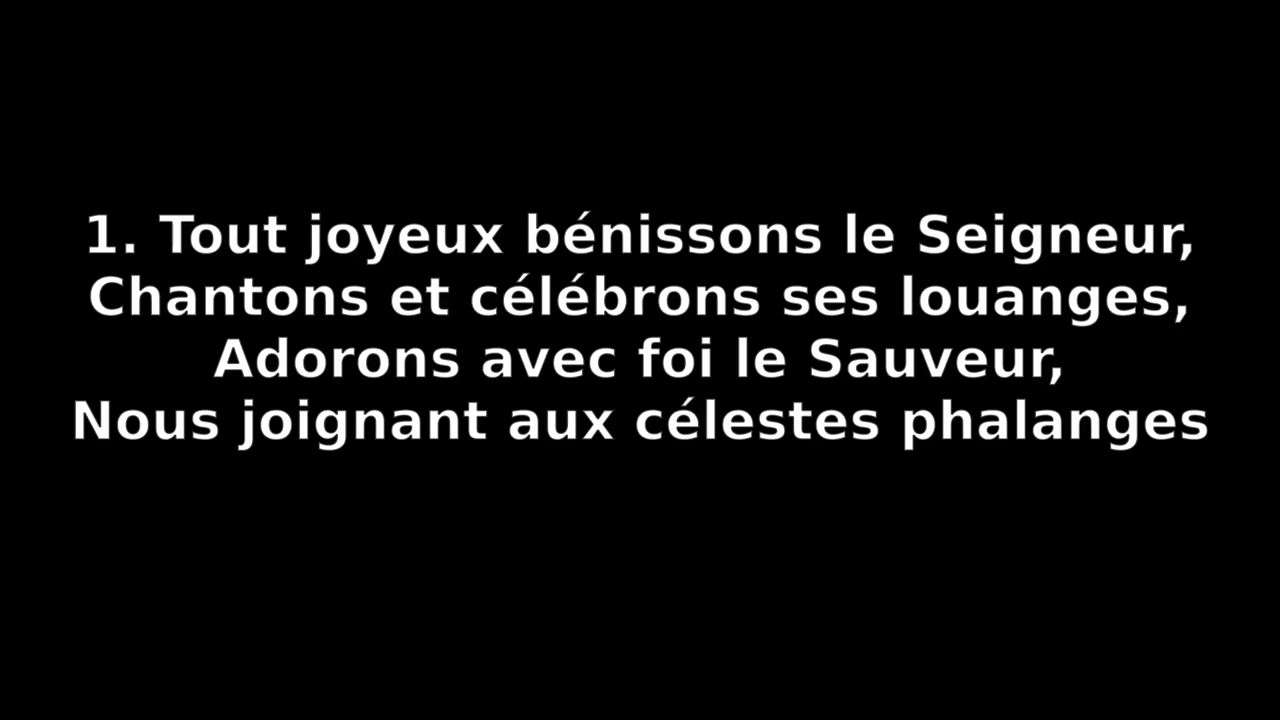 1. Tout joyeux bénissons le Seigneur,
Chantons et célébrons ses louanges,
Adorons avec foi le Sauveur,
Nous joignant aux célestes phalanges